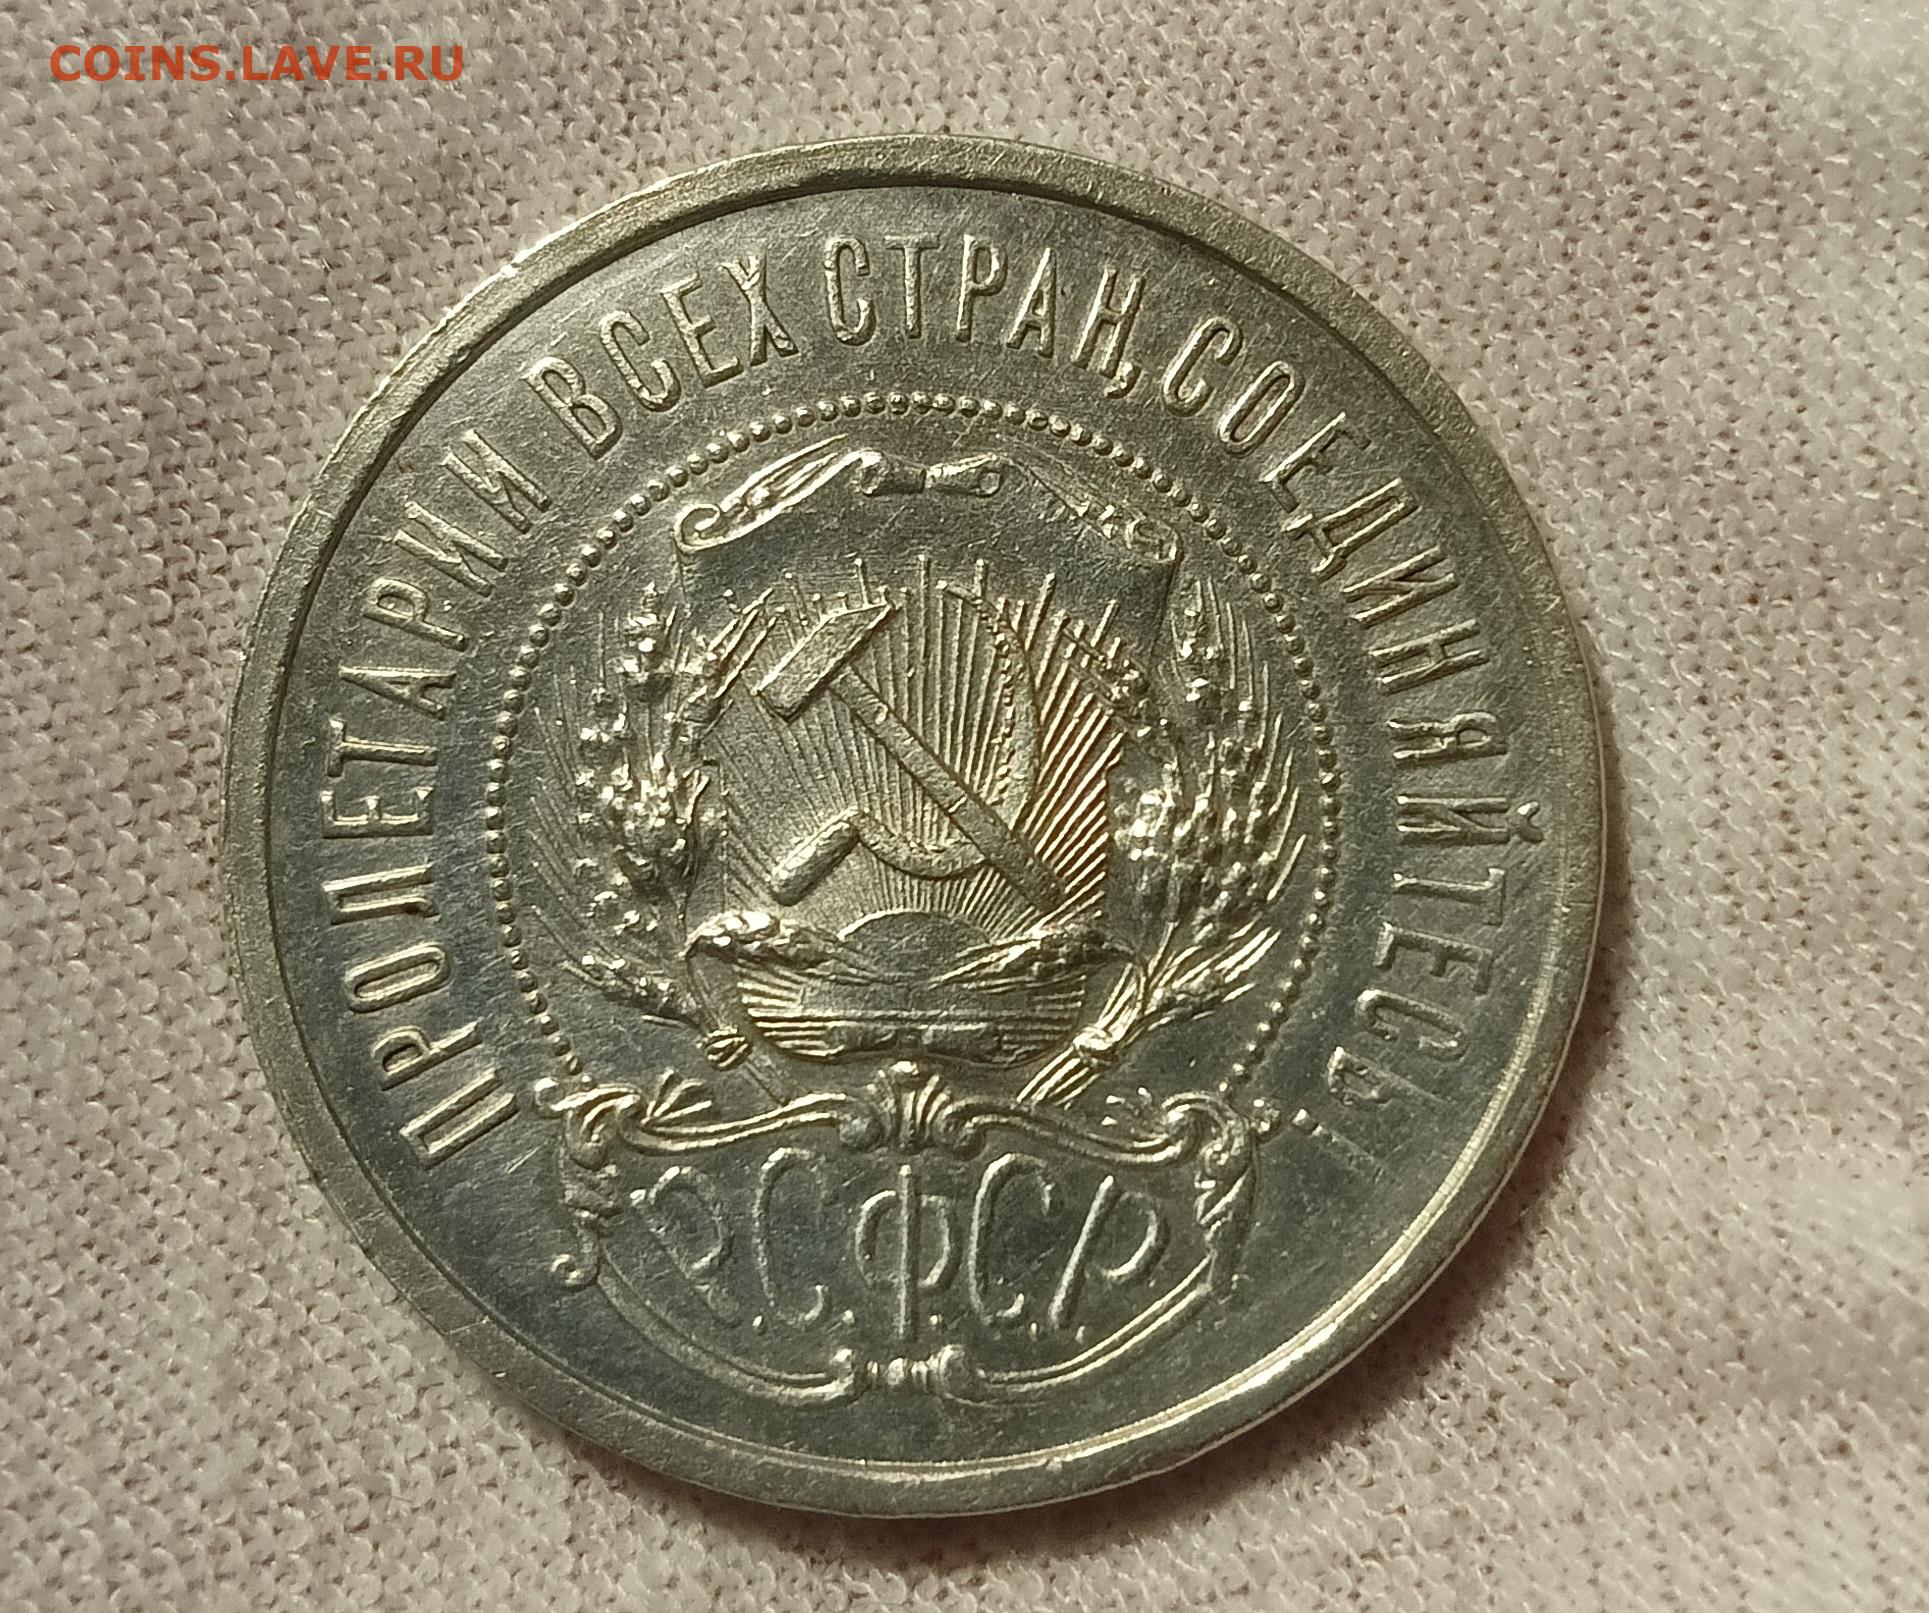 COINS.LAVE.RU
ПРОЛЕТАРИИ ВСЕХ СТРАН, СОЕДИНЯЙТЕСЬ!
Р.С.Ф.С.Р.